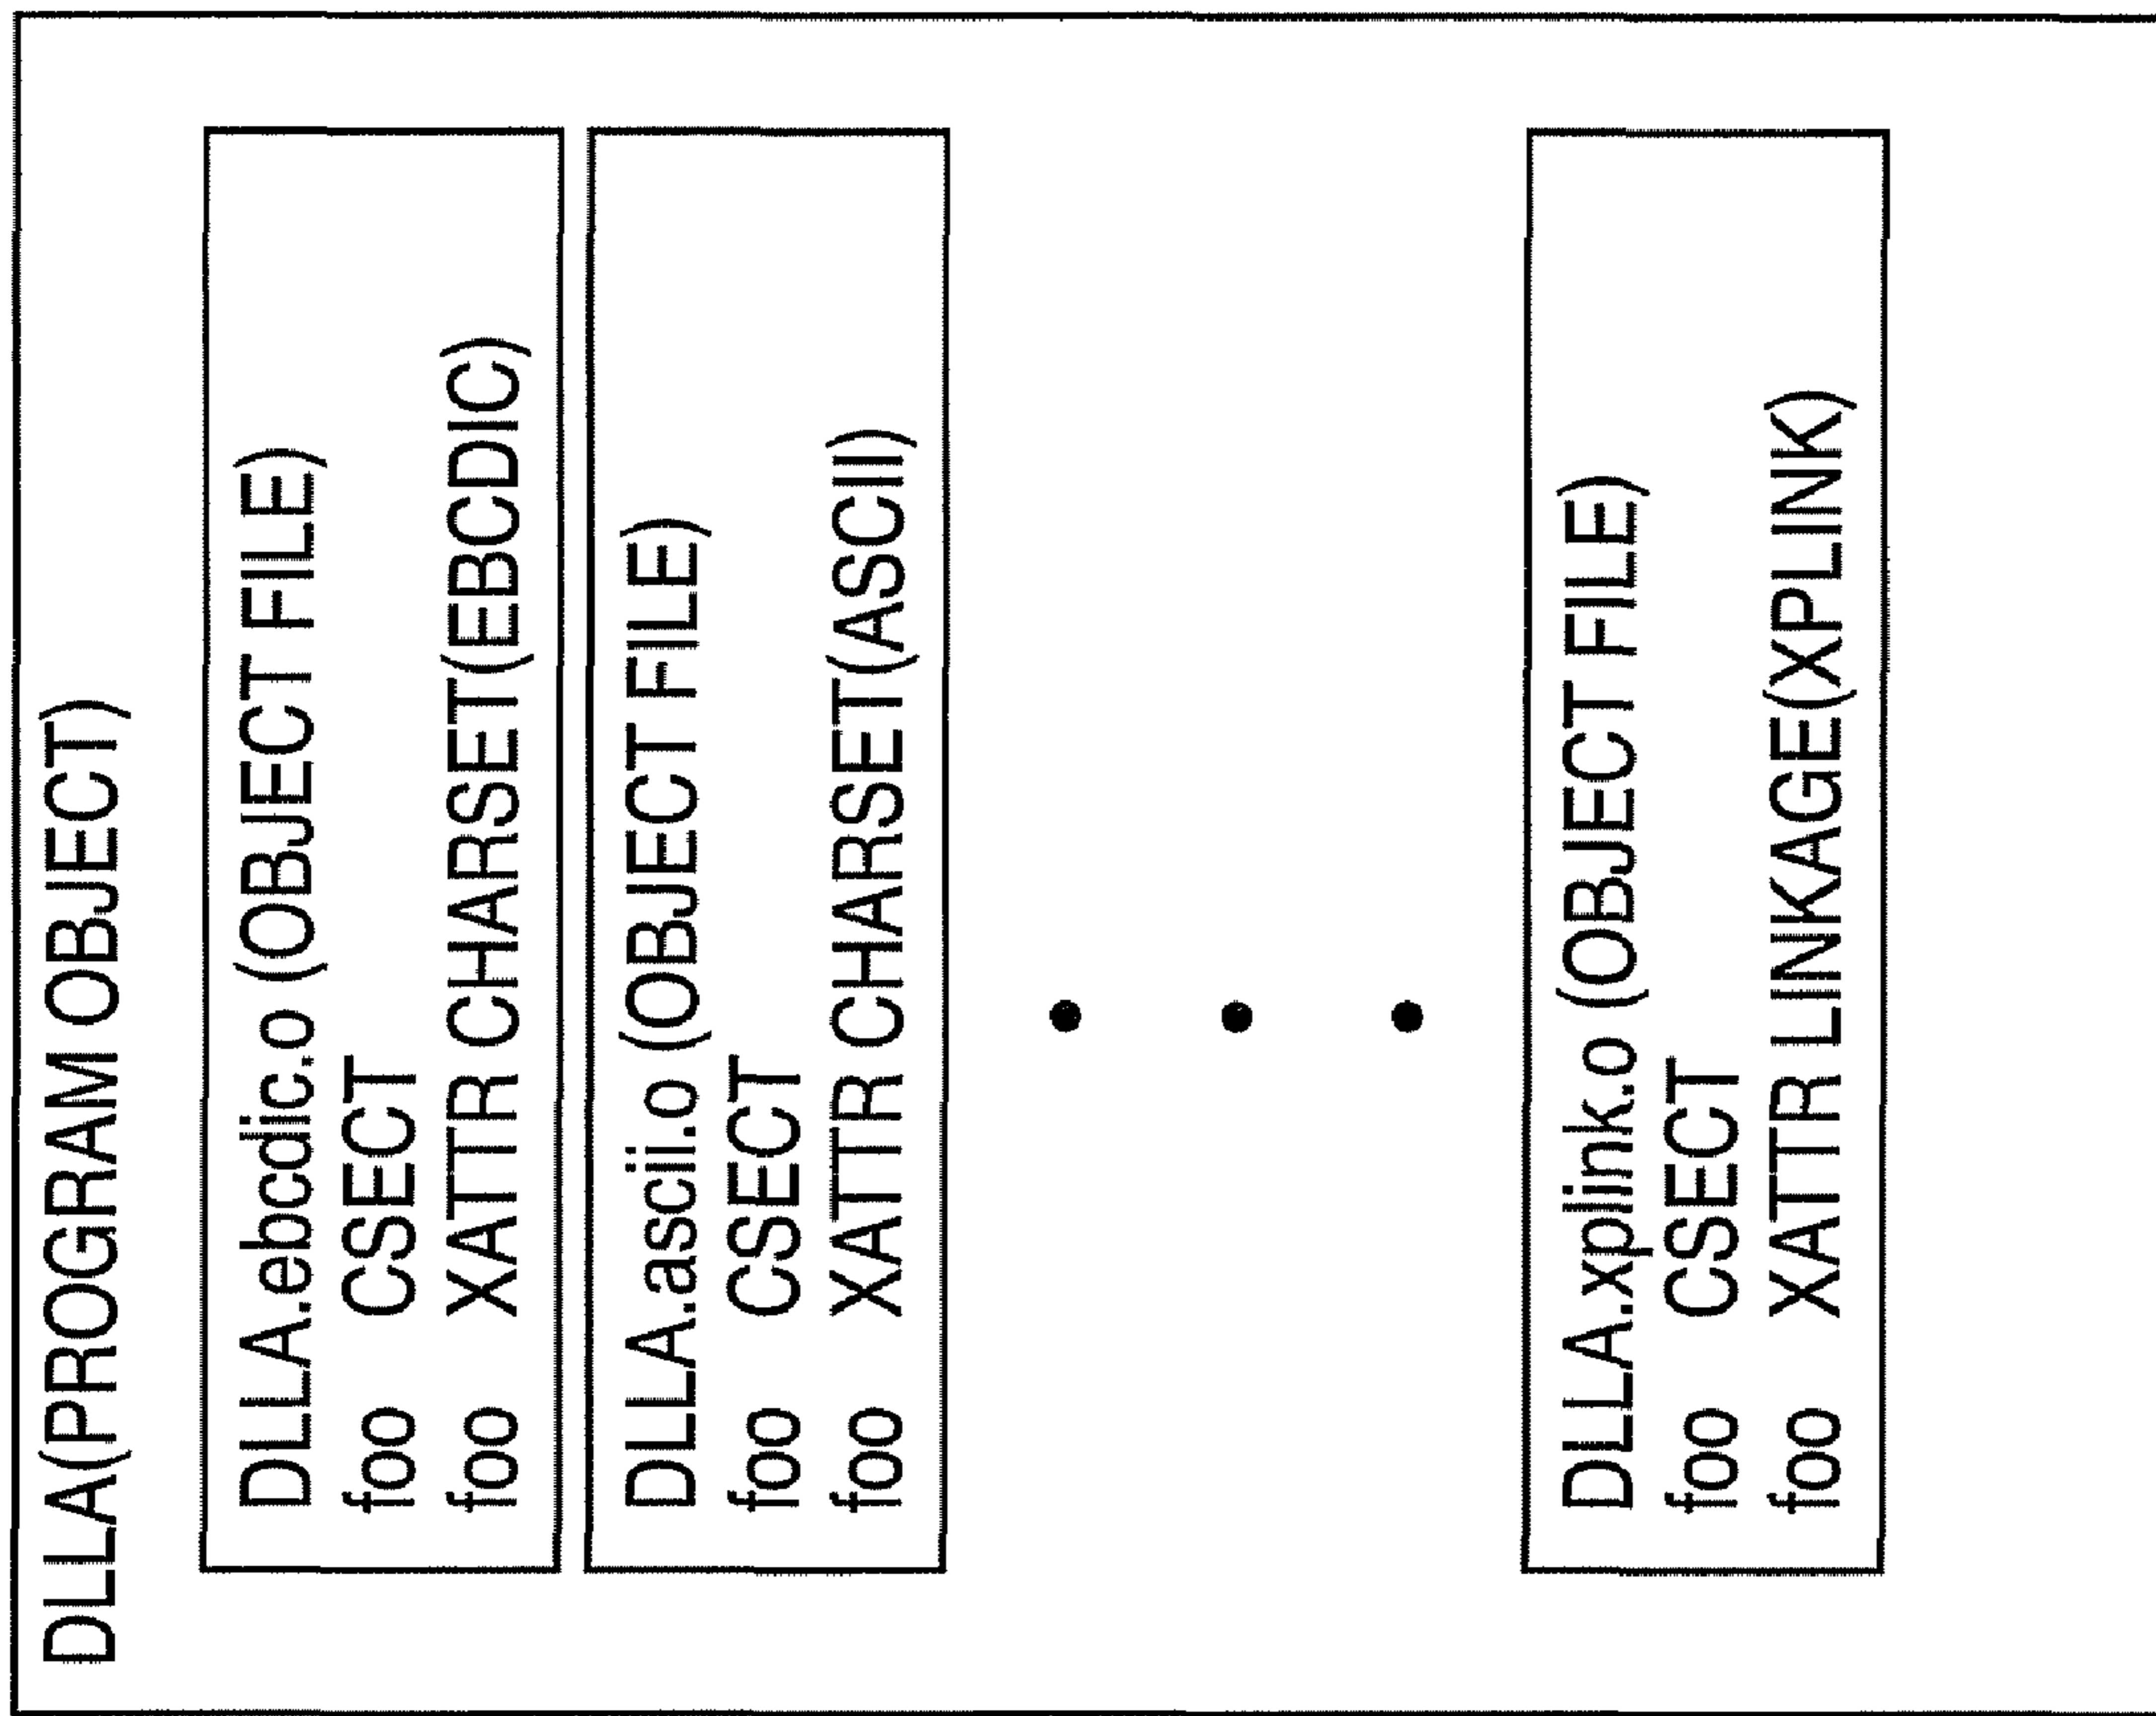 DLLA(PROGRAM OBJECT)
DLLA.ebcdic.o (OBJECT FILE)
foo CSECT
foo XATTR CHARSET(EBCDIC)
DLLA.ascii.o (OBJECT FILE)
foo CSECT
foo XATTR CHARSET(ASCII)
DLLA.xplink.o (OBJECT FILE)
foo CSECT
foo XATTR LINKAGE(XPLINK)